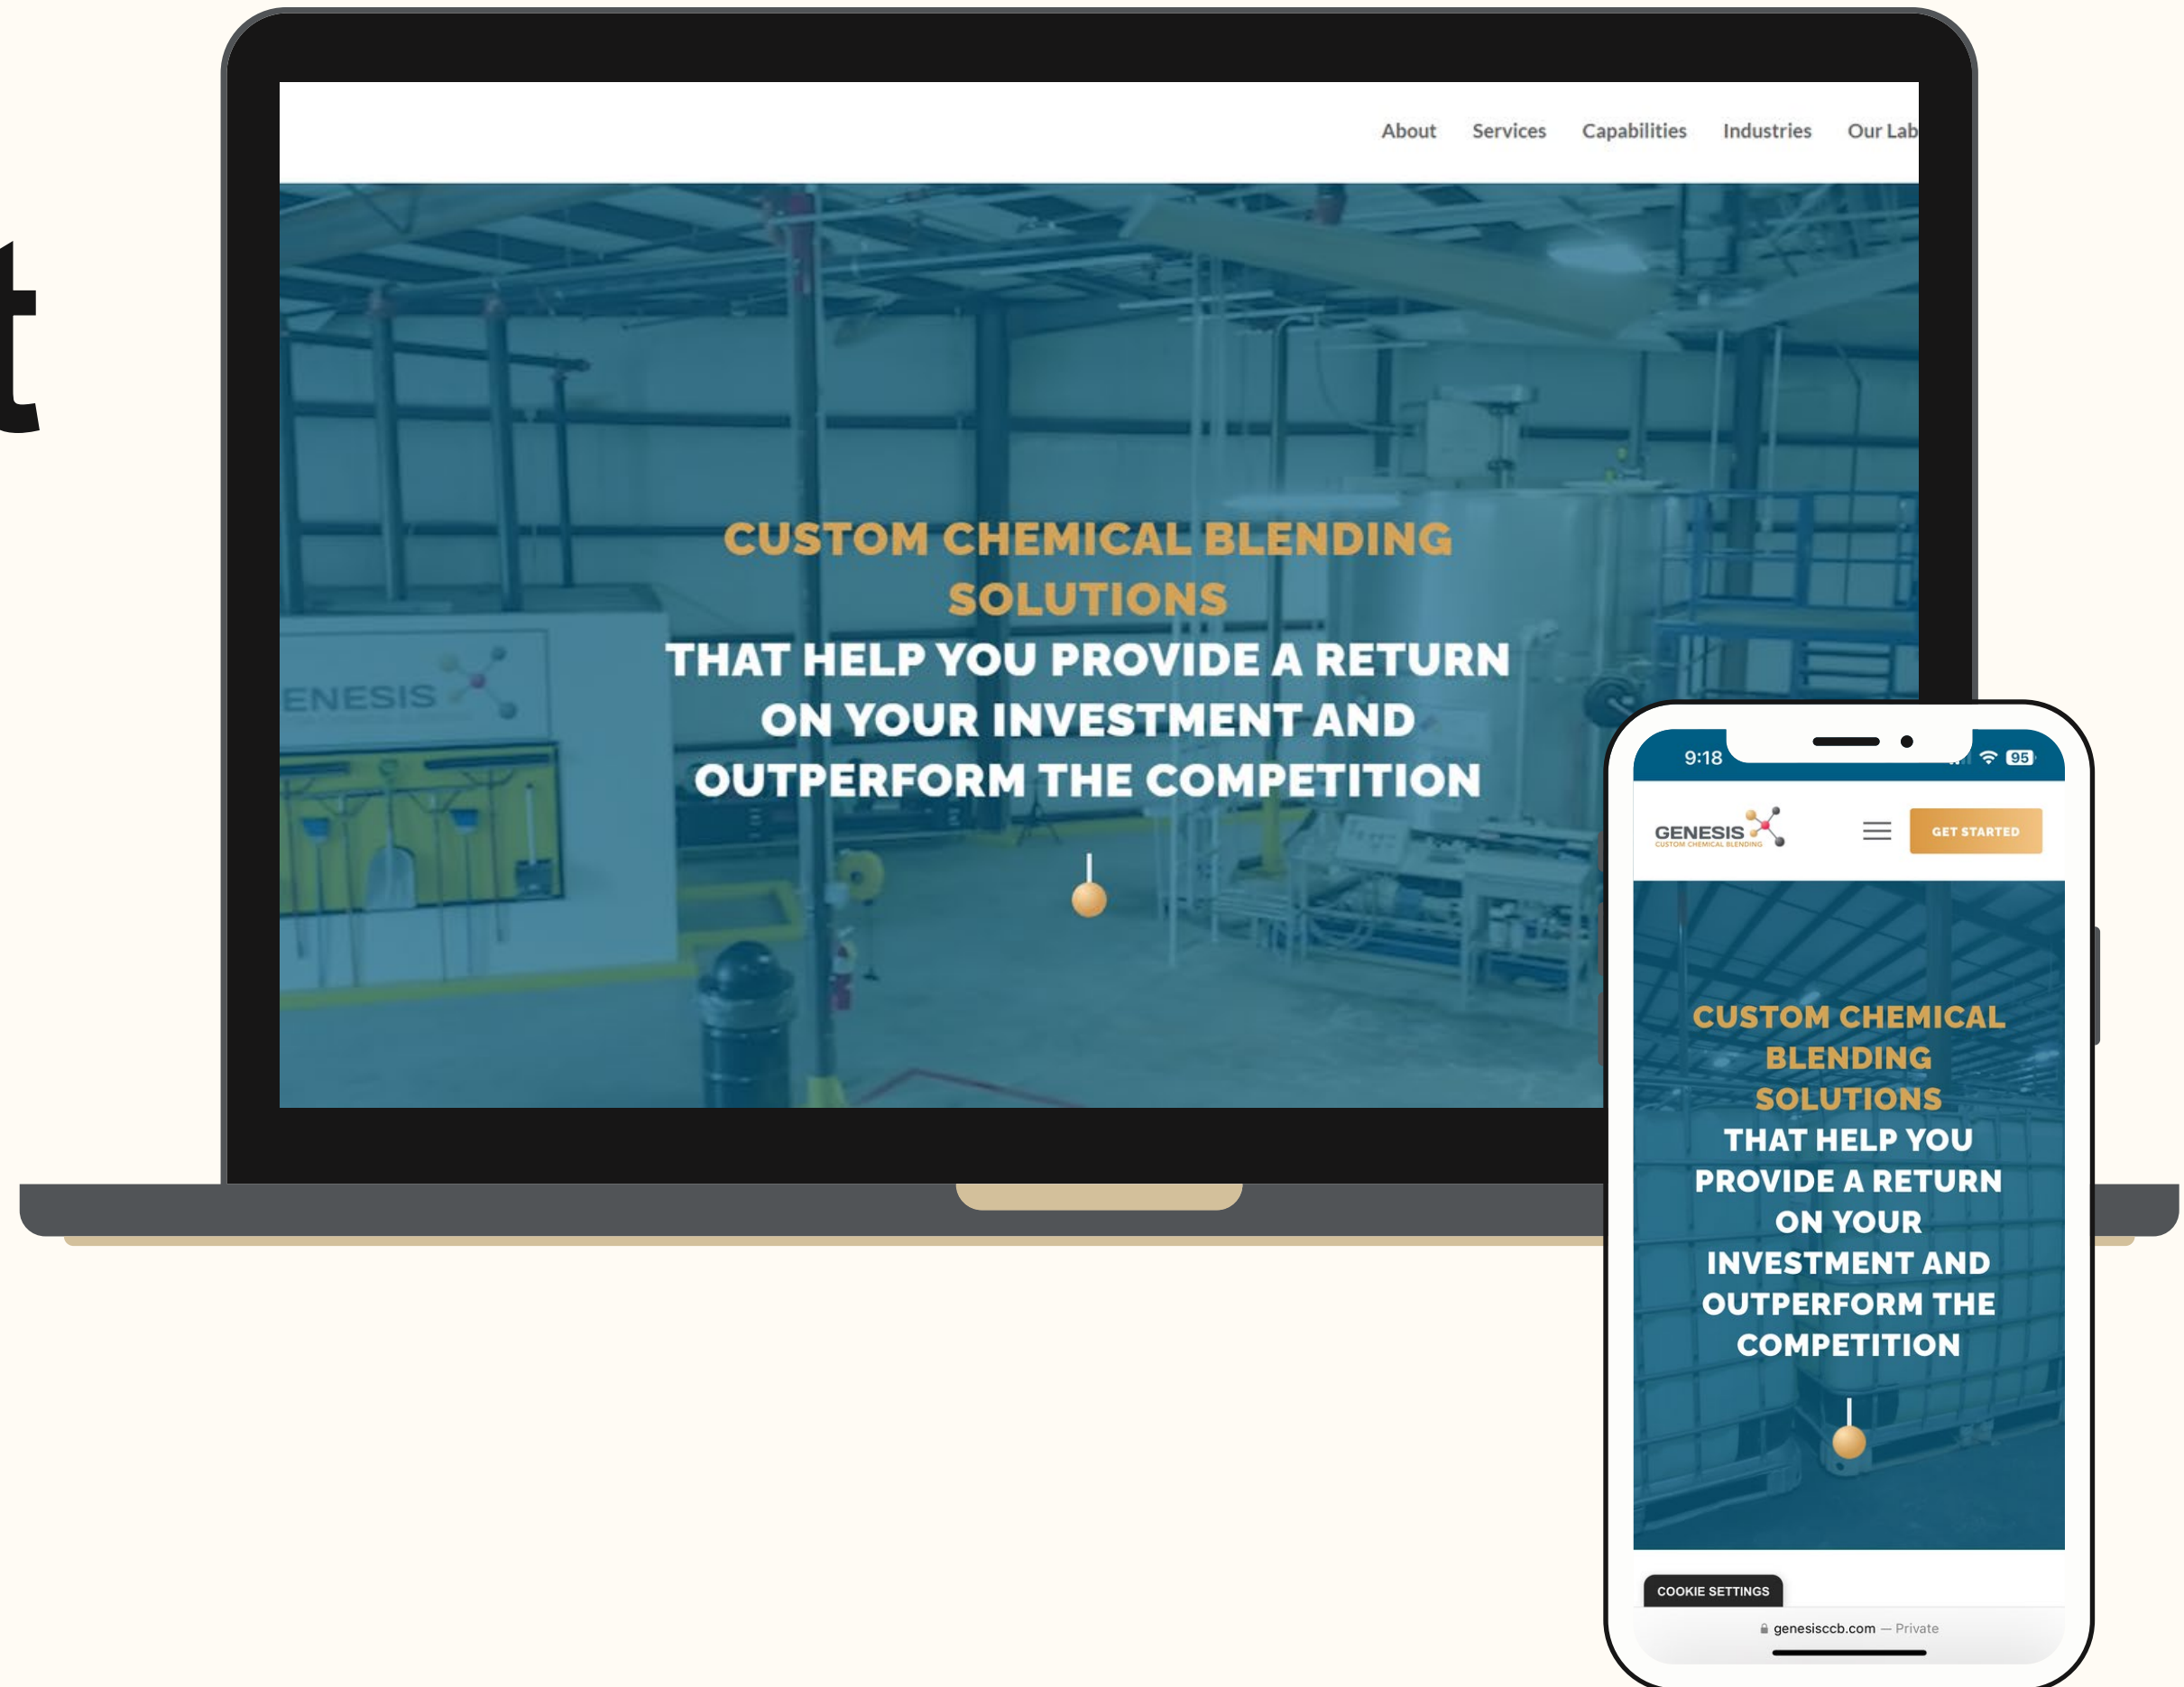 t
About Services Capabilities Industries Our Lab
CUSTOM CHEMICAL BLENDING
SOLUTIONS
THAT HELP YOU PROVIDE A RETURN
ON YOUR INVESTMENT AND
OUTPERFORM THE COMPETITION
ENESIS
9:18 95
GENESIS
CUSTOM CHEMICAL BLENDING
GET STARTED
CUSTOM CHEMICAL
BLENDING
SOLUTIONS
THAT HELP YOU
PROVIDE A RETURN
ON YOUR
INVESTMENT AND
OUTPERFORM THE
COMPETITION
COOKIE SETTINGS
genesisccb.com — Private